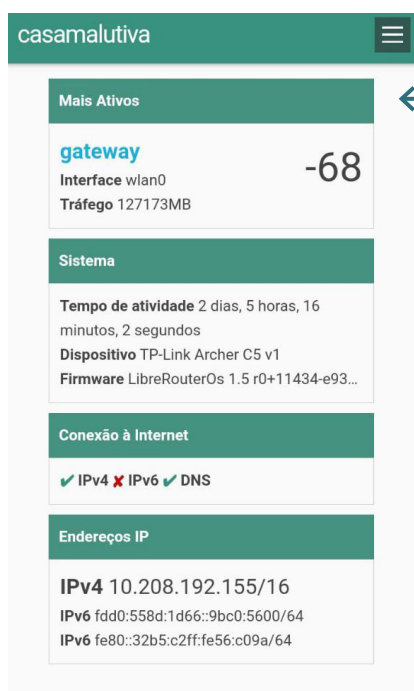 casamalutiva
Mais Ativos
gateway
-68
Interface wlan0
Tráfego 127173MB
Sistema
Tempo de atividade 2 dias, 5 horas, 16
minutos, 2 segundos
Dispositivo TP-Link Archer C5 v1
Firmware LibreRouterOs 1.5 r0+11434-e93...
Conexão à Internet
✔ IPv4 ✘ IPv6 ✔ DNS
Endereços IP
IPv4 10.208.192.155/16
IPv6 fdd0:558d:1d66::9bc0:5600/64
IPv6 fe80::32b5:c2ff:fe56:c09a/64